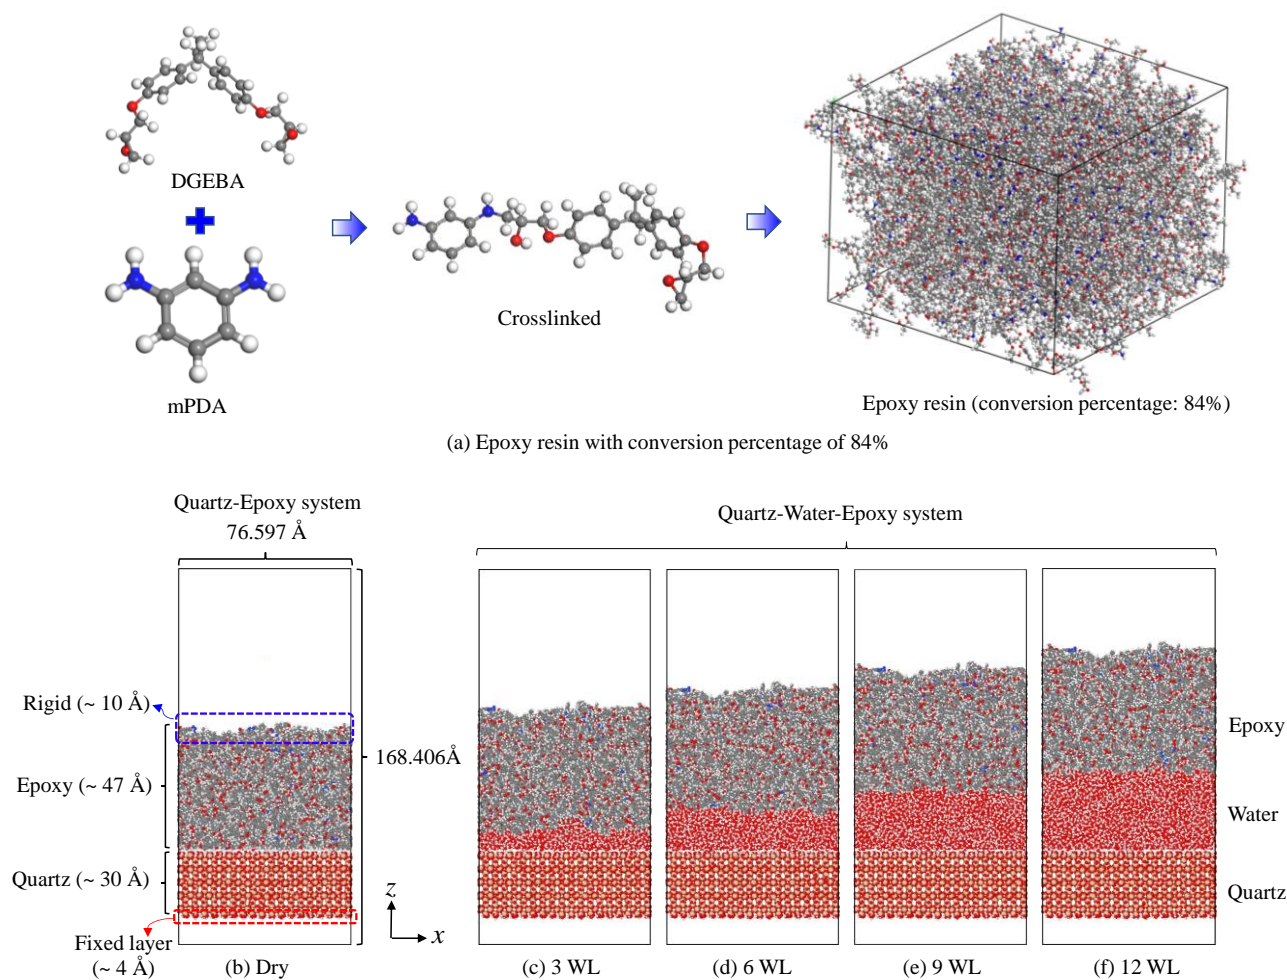 DGEBA
mPDA
Crosslinked
Epoxy resin (conversion percentage: 84%)
(a) Epoxy resin with conversion percentage of 84%
Quartz-Epoxy system
76.597 Å
Quartz-Water-Epoxy system
Rigid (~ 10 Å)
168.406Å
Epoxy (~ 47 Å)
Quartz (~ 30 Å)
Fixed layer
(~ 4 Å)
z
x
Epoxy
Water
Quartz
(b) Dry
(c) 3 WL
(d) 6 WL
(e) 9 WL
(f) 12 WL